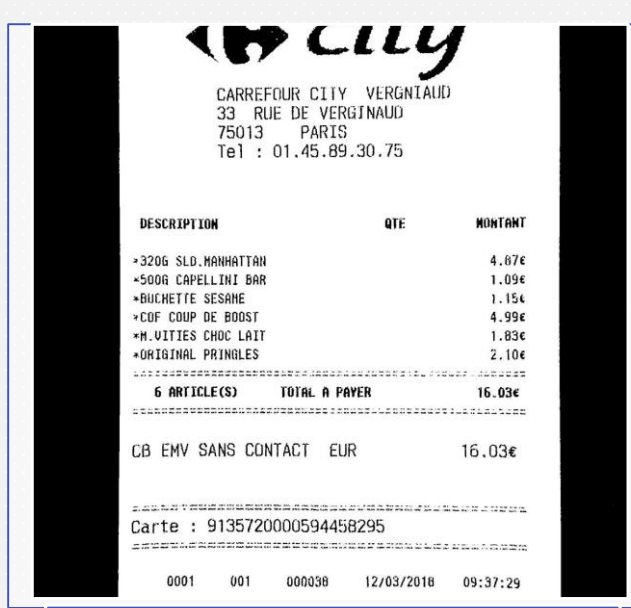 City
CARREFOUR CITY VERGNIAUD
33 RUE DE VERGINAUD
75013 PARIS
Tel : 01.45.89.30.75
DESCRIPTION QTE MONTANT
*320G SLD.MANHATTAN 4.87€
*500G CAPELLINI BAR 1.09€
*BUCHETTE SESAME 1.15€
*COF COUP DE BOOST 4.99€
*M.VITIES CHOC LAIT 1.83€
*ORIGINAL PRINGLES 2.10€
6 ARTICLE(S) TOTAL A PAYER 16.03€
CB EMV SANS CONTACT EUR 16.03€
Carte : 9135720000594458295
0001 001 000038 12/03/2018 09:37:29